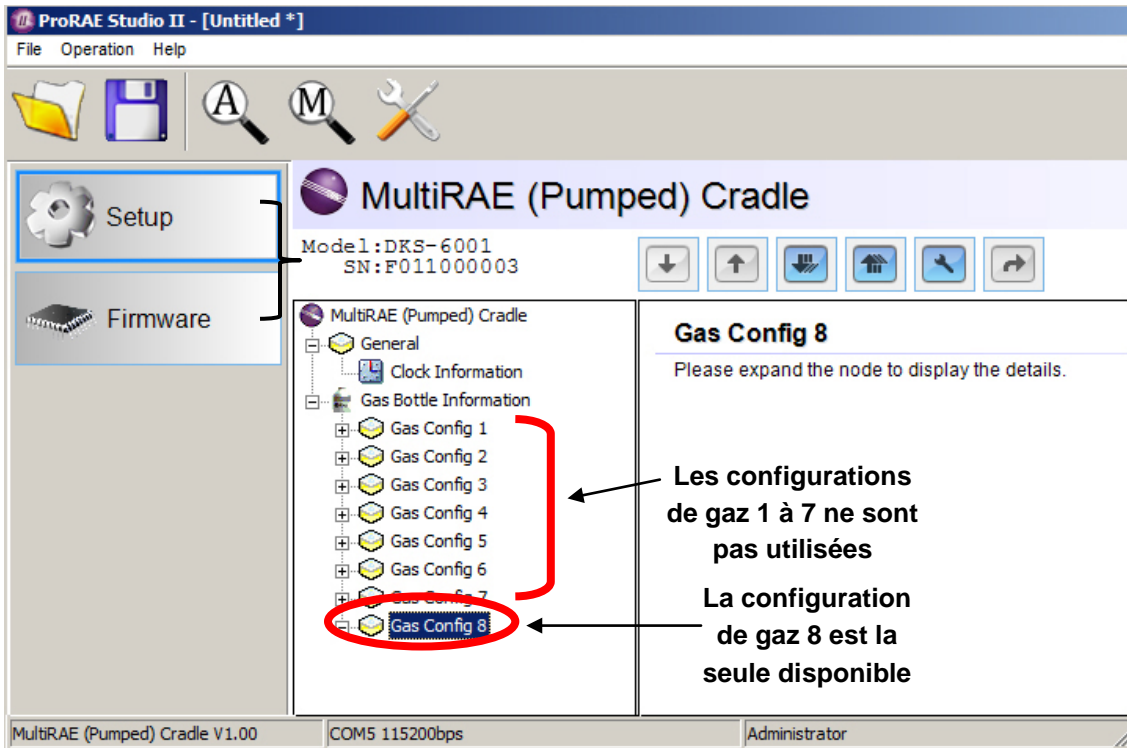 ProRAE Studio II - [Untitled *]
File Operation Help
A
M
Setup
Firmware
MultiRAE (Pumped) Cradle
Model:DKS-6001
SN:F011000003
MultiRAE (Pumped) Cradle
General
Clock Information
Gas Bottle Information
Gas Config 1
Gas Config 2
Gas Config 3
Gas Config 4
Gas Config 5
Gas Config 6
Gas Config 7
Gas Config 8
Gas Config 8
Please expand the node to display the details.
Les configurations
de gaz 1 à 7 ne sont
pas utilisées
La configuration
de gaz 8 est la
seule disponible
MultiRAE (Pumped) Cradle V1.00
COM5 115200bps
Administrator